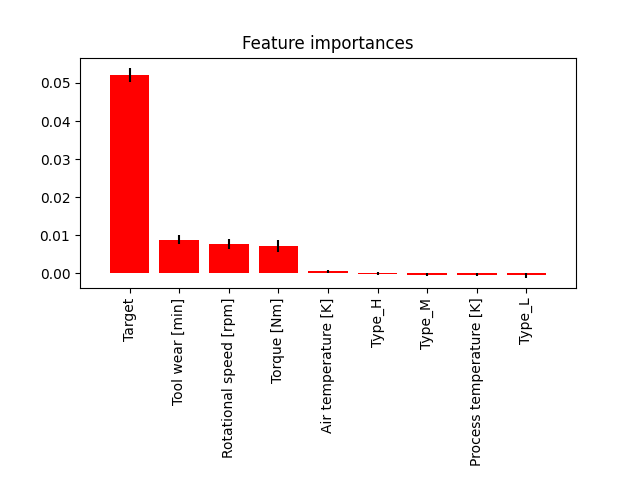 Feature importances
0.05
0.04
0.03
0.02
0.01
0.00
Target
Tool wear [min]
Rotational speed [rpm]
Torque [Nm]
Air temperature [K]
Type_H
Type_M
Process temperature [K]
Type_L